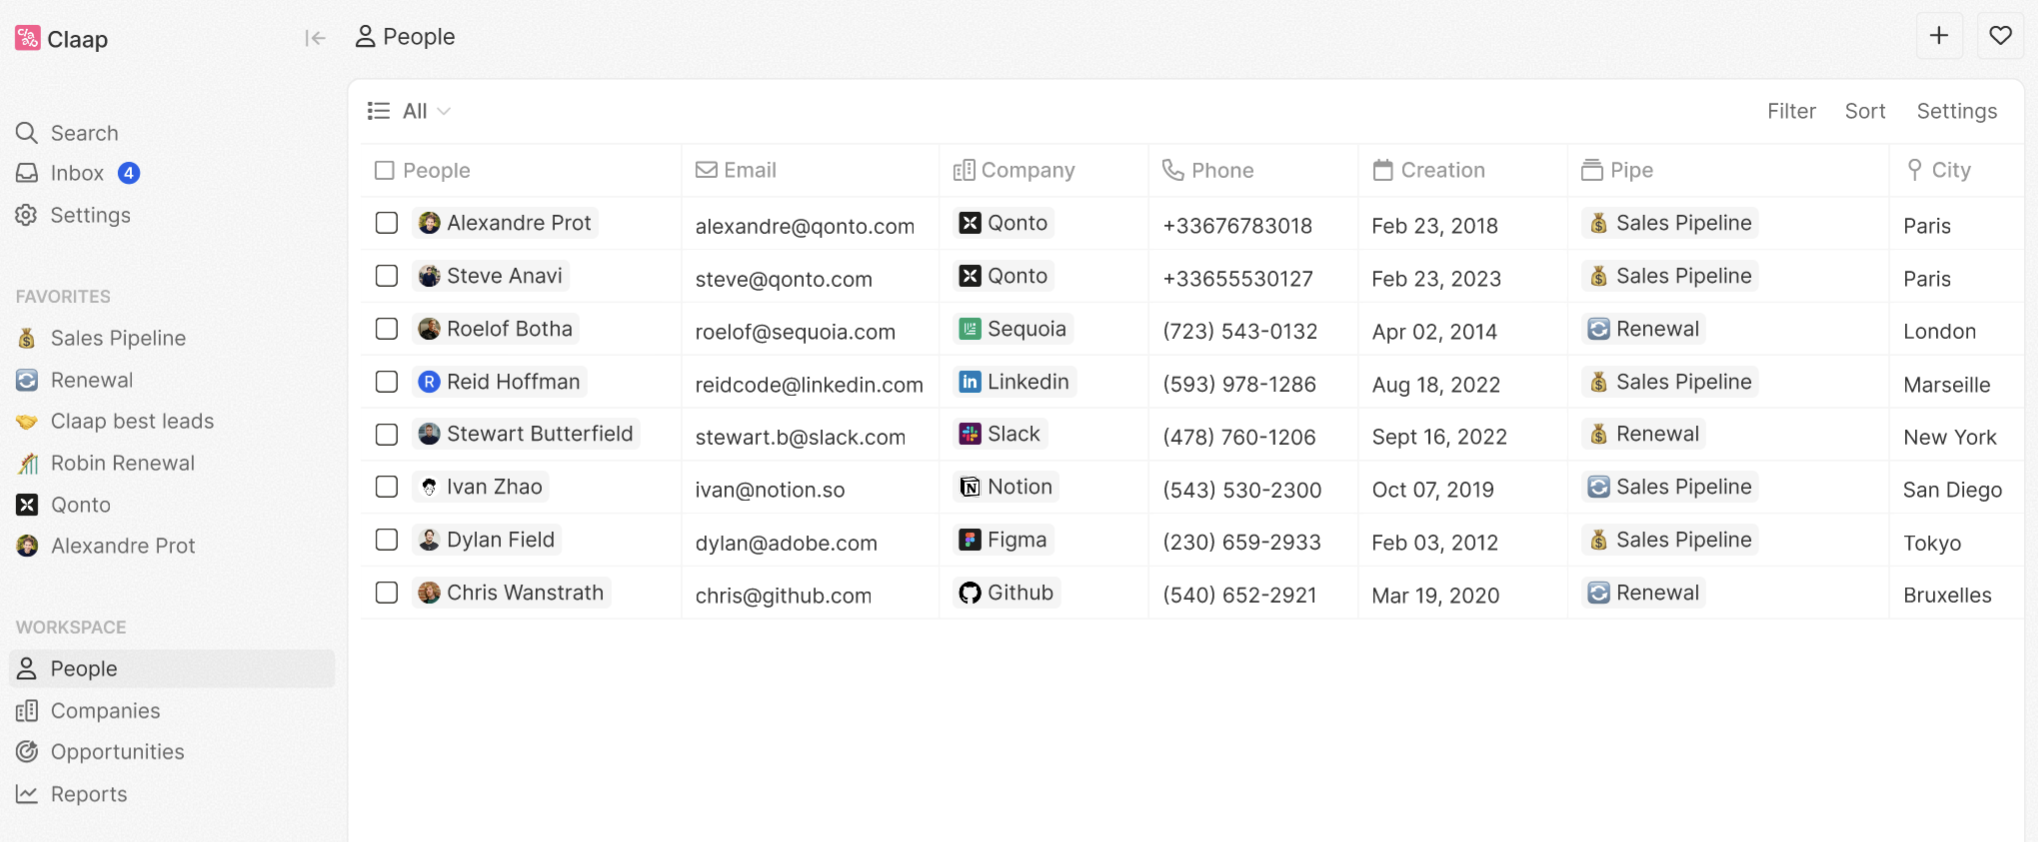 Claap
People
Search
Inbox 4
Settings
FAVORITES
Sales Pipeline
Renewal
Claap best leads
Robin Renewal
Qonto
Alexandre Prot
WORKSPACE
People
Companies
Opportunities
Reports
All Filter Sort Settings
People Email Company Phone Creation Pipe City
Alexandre Prot alexandre@qonto.com Qonto +33676783018 Feb 23, 2018 Sales Pipeline Paris
Steve Anavi steve@qonto.com Qonto +33655530127 Feb 23, 2023 Sales Pipeline Paris
Roelof Botha roelof@sequoia.com Sequoia (723) 543-0132 Apr 02, 2014 Renewal London
R Reid Hoffman reidcode@linkedin.com in Linkedin (593) 978-1286 Aug 18, 2022 Sales Pipeline Marseille
Stewart Butterfield stewart.b@slack.com Slack (478) 760-1206 Sept 16, 2022 Renewal New York
Ivan Zhao ivan@notion.so Notion (543) 530-2300 Oct 07, 2019 Sales Pipeline San Diego
Dylan Field dylan@adobe.com Figma (230) 659-2933 Feb 03, 2012 Sales Pipeline Tokyo
Chris Wanstrath chris@github.com Github (540) 652-2921 Mar 19, 2020 Renewal Bruxelles